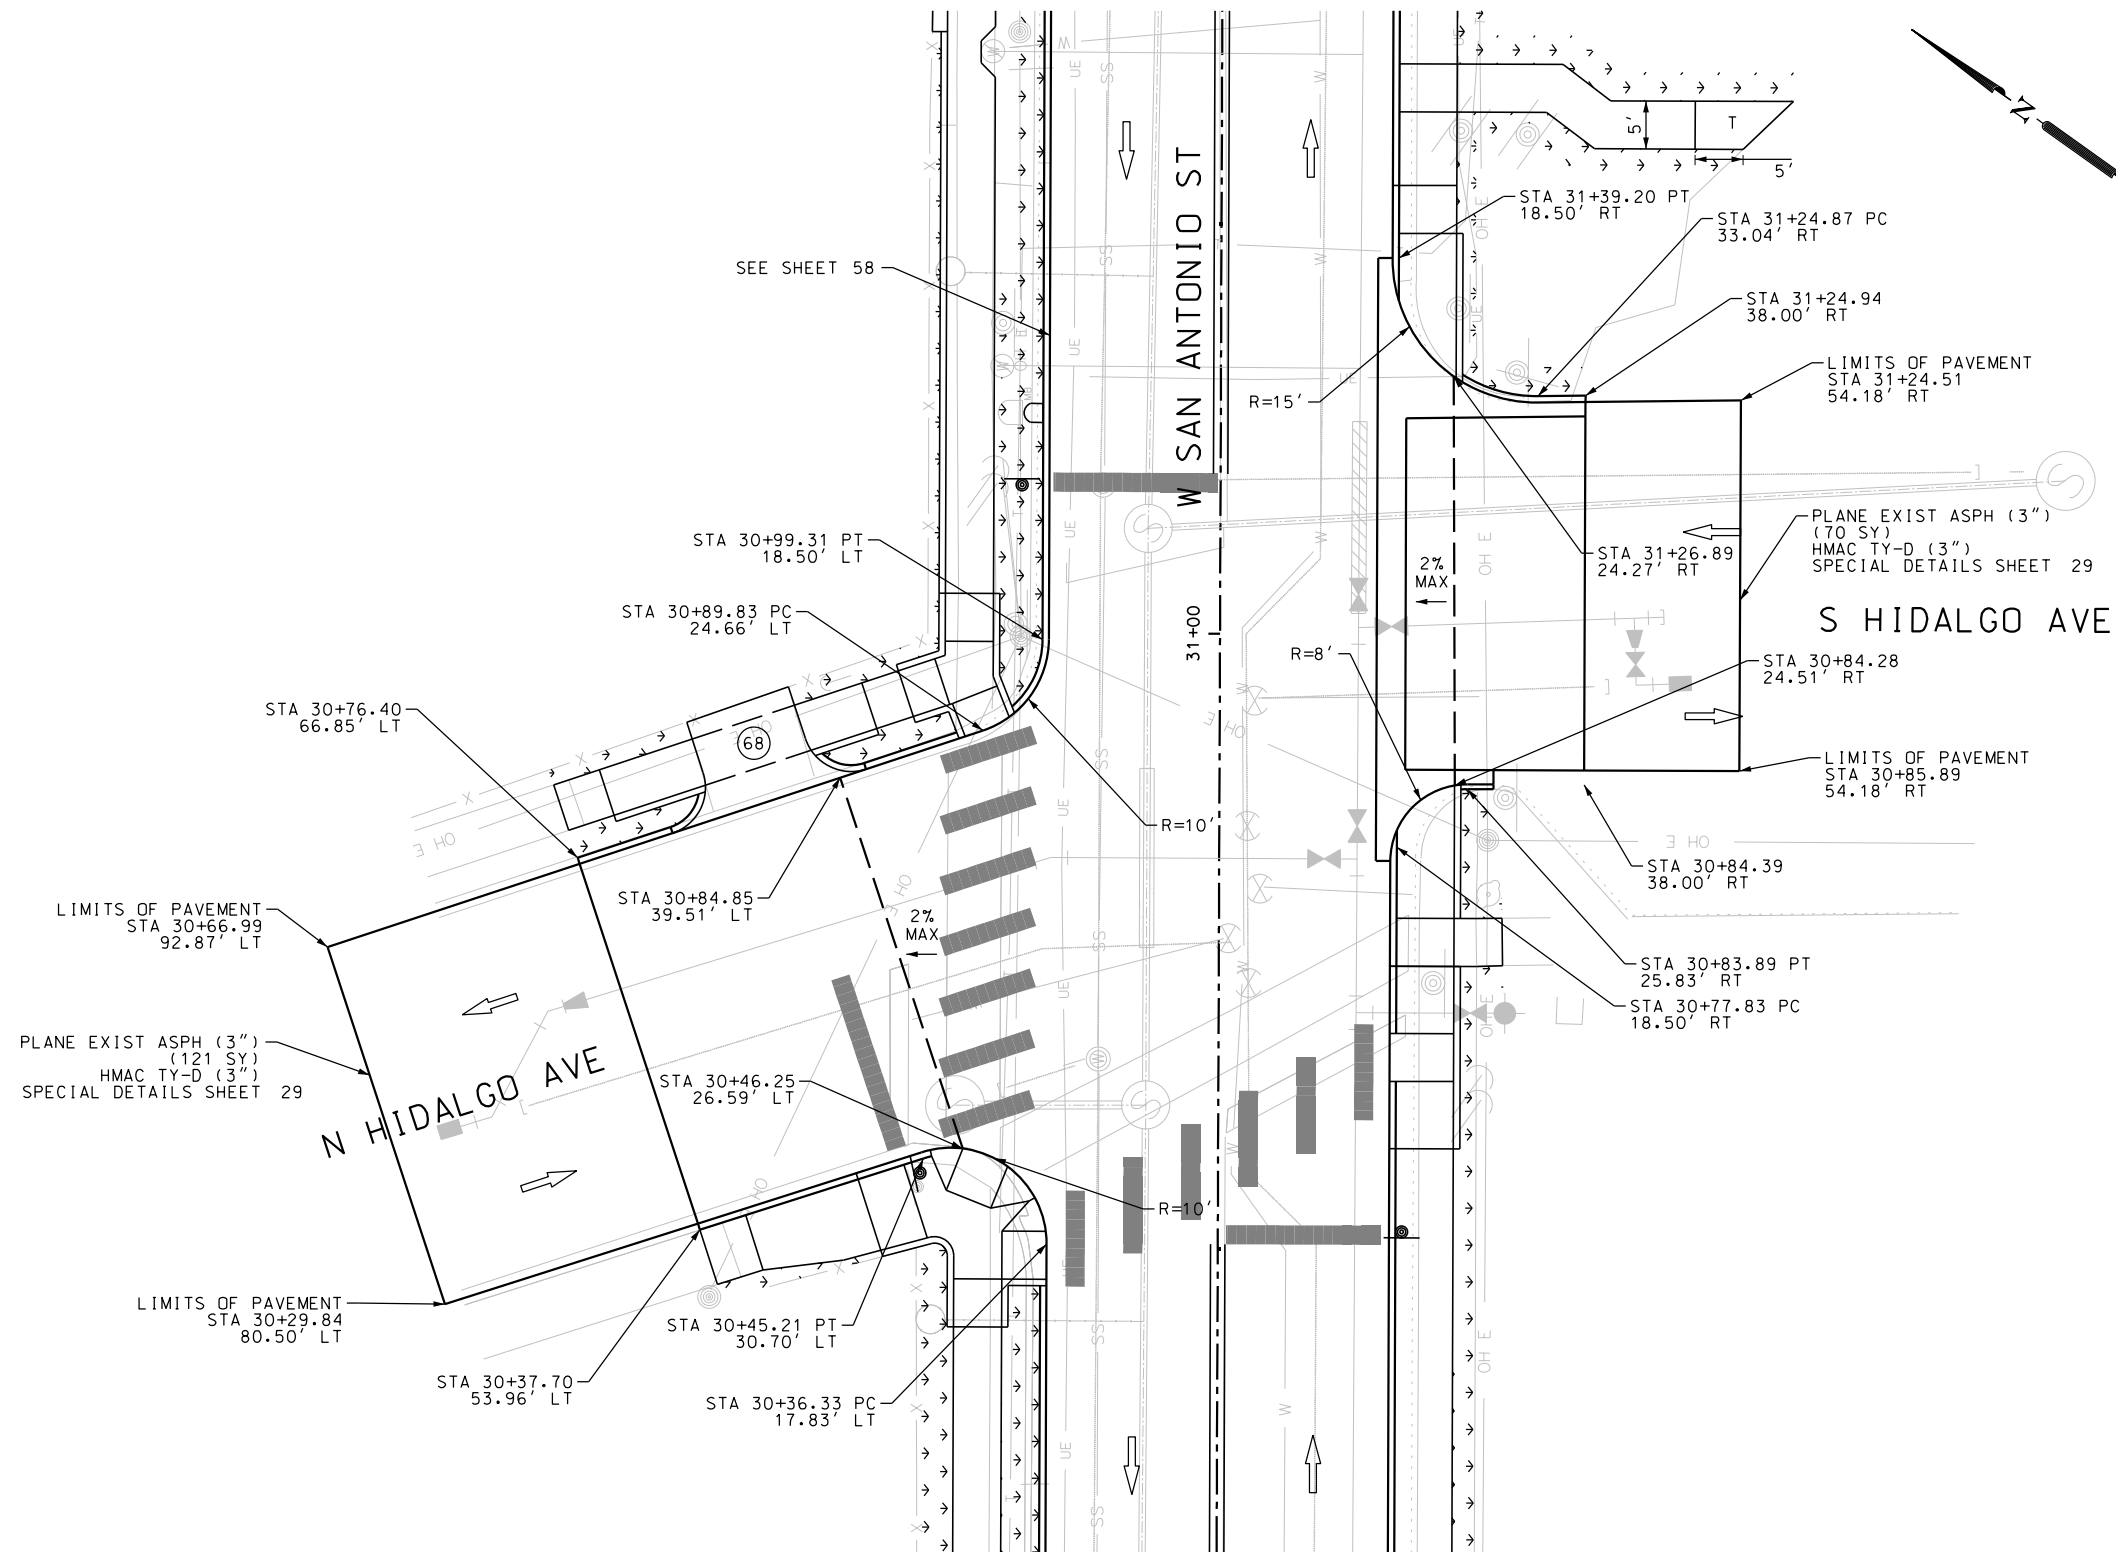 N
5'
T
5'
STA 31+39.20 PT
18.50' RT
STA 31+24.87 PC
33.04' RT
SEE SHEET 58
W SAN ANTONIO ST
STA 31+24.94
38.00' RT
LIMITS OF PAVEMENT
STA 31+24.51
54.18' RT
R=15'
STA 30+99.31 PT
18.50' LT
PLANE EXIST ASPH (3")
(70 SY)
HMAC TY-D (3")
SPECIAL DETAILS SHEET 29
STA 31+26.89
24.27' RT
2%
MAX
S HIDALGO AVE
STA 30+89.83 PC
24.66' LT
31+00
R=8'
STA 30+84.28
24.51' RT
STA 30+76.40
66.85' LT
68
LIMITS OF PAVEMENT
STA 30+85.89
54.18' RT
R=10'
STA 30+84.39
38.00' RT
STA 30+84.85
39.51' LT
2%
MAX
LIMITS OF PAVEMENT
STA 30+66.99
92.87' LT
STA 30+83.89 PT
25.83' RT
STA 30+77.83 PC
18.50' RT
PLANE EXIST ASPH (3")
(121 SY)
HMAC TY-D (3")
SPECIAL DETAILS SHEET 29
N HIDALGO AVE
STA 30+46.25
26.59' LT
R=10'
LIMITS OF PAVEMENT
STA 30+29.84
80.50' LT
STA 30+45.21 PT
30.70' LT
STA 30+37.70
53.96' LT
STA 30+36.33 PC
17.83' LT
UE
SS
W
OH E
X
S
MB